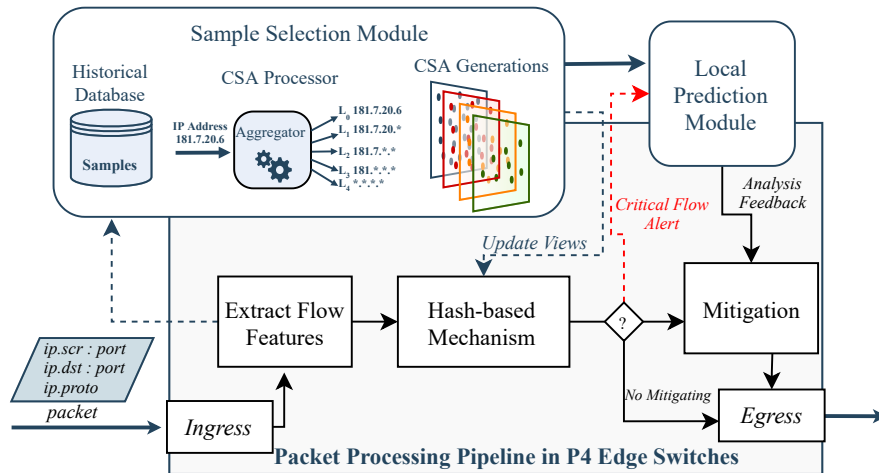 Sample Selection Module
Historical
Database
Samples
CSA Processor
IP Address
181.7.20.6
Aggregator
L0 181.7.20.6
L1 181.7.20.*
L2 181.7.*.*
L3 181.*.*.*
L4 *.*.*.*
CSA Generations
Local
Prediction
Module
Critical Flow
Alert
Analysis
Feedback
Update Views
Extract Flow
Features
Hash-based
Mechanism
?
Mitigation
ip.scr : port
ip.dst : port
ip.proto
packet
Ingress
No Mitigating
Egress
Packet Processing Pipeline in P4 Edge Switches